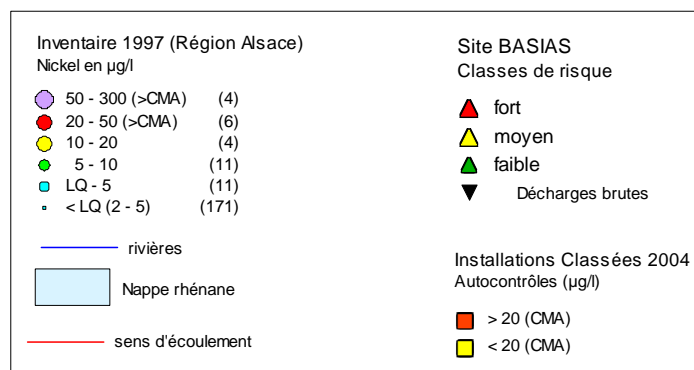 Inventaire 1997 (Région Alsace)
Nickel en µg/l
50 - 300 (>CMA) (4)
20 - 50 (>CMA) (6)
10 - 20 (4)
5 - 10 (11)
LQ - 5 (11)
< LQ (2 - 5) (171)
rivières
Nappe rhénane
sens d'écoulement
Site BASIAS
Classes de risque
fort
moyen
faible
Décharges brutes
Installations Classées 2004
Autocontrôles (µg/l)
> 20 (CMA)
< 20 (CMA)